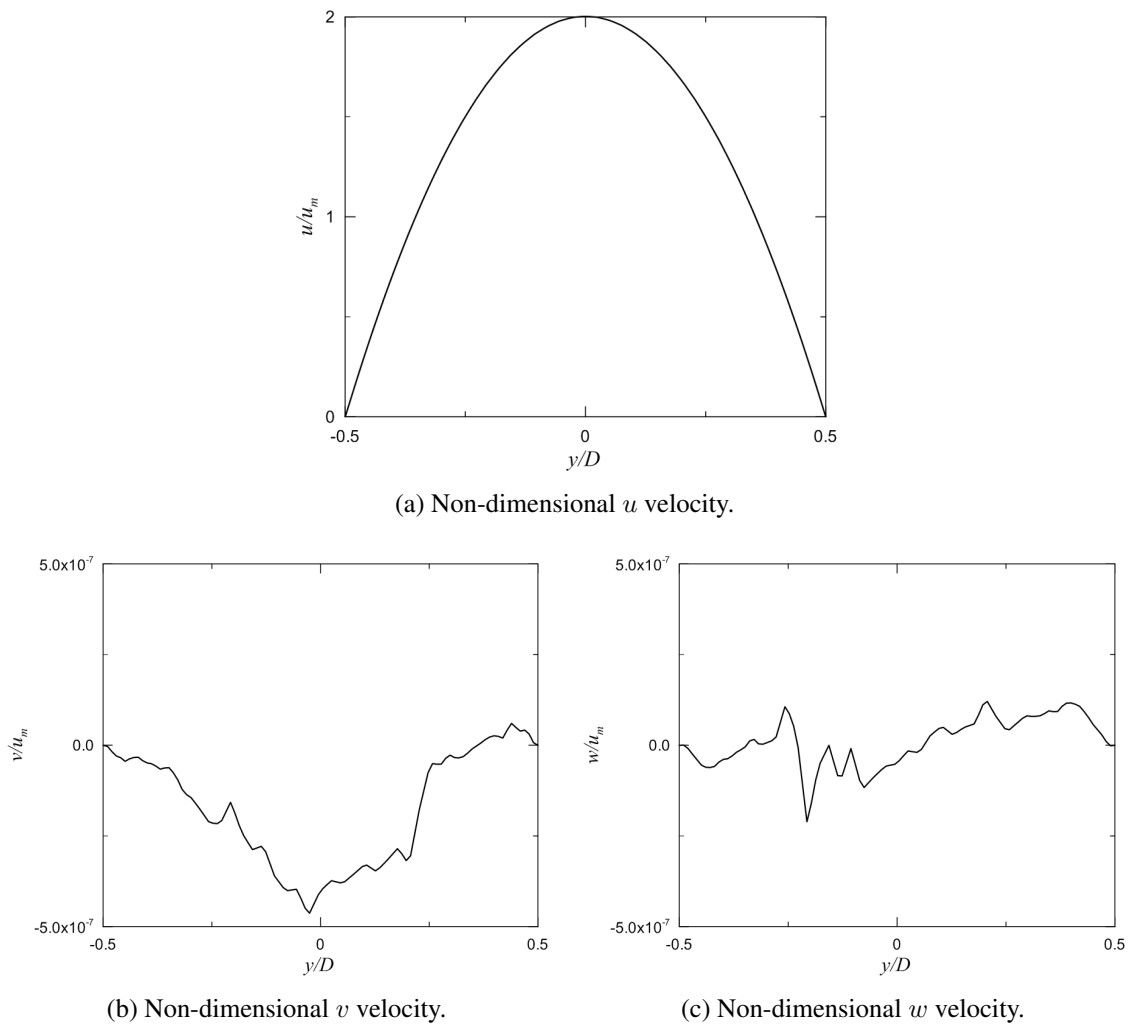 2
1
0
u/u_m
-0.5
0
0.5
y/D
(a) Non-dimensional u velocity.
5.0x10⁻⁷
0.0
-5.0x10⁻⁷
v/u_m
-0.5
0
0.5
y/D
(b) Non-dimensional v velocity.
5.0x10⁻⁷
0.0
-5.0x10⁻⁷
w/u_m
-0.5
0
0.5
y/D
(c) Non-dimensional w velocity.